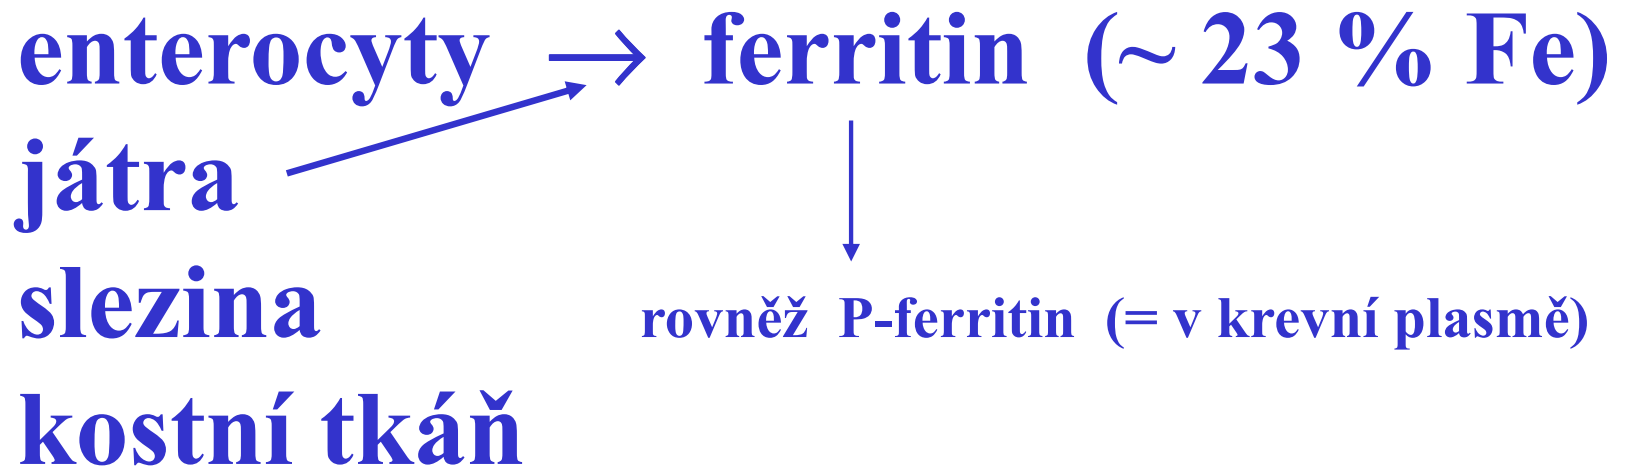 enterocyty → ferritin (~ 23 % Fe)
játra
slezina
rovněž P-ferritin (= v krevní plasmě)
kostní tkáň